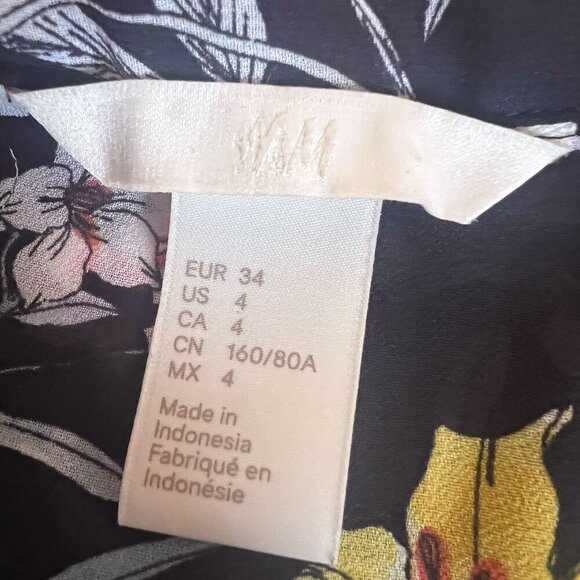 H&M
EUR 34
US 4
CA 4
CN 160/80A
MX 4
Made in
Indonesia
Fabriqué en
Indonésie